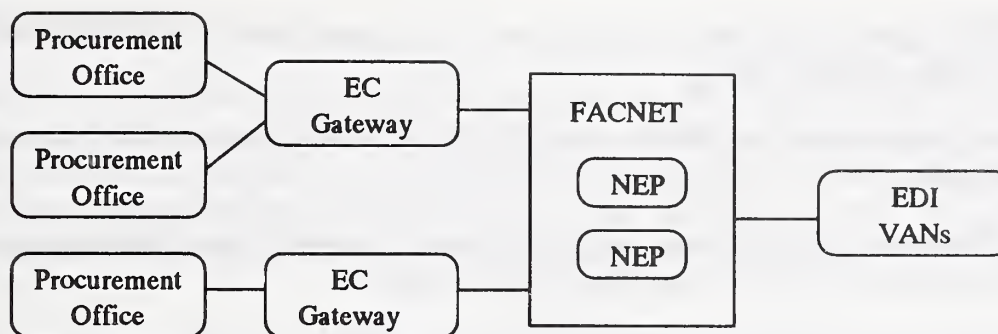 Procurement
Office
EC
Gateway
Procurement
Office
Procurement
Office
EC
Gateway
FACNET
NEP
NEP
EDI
VANs